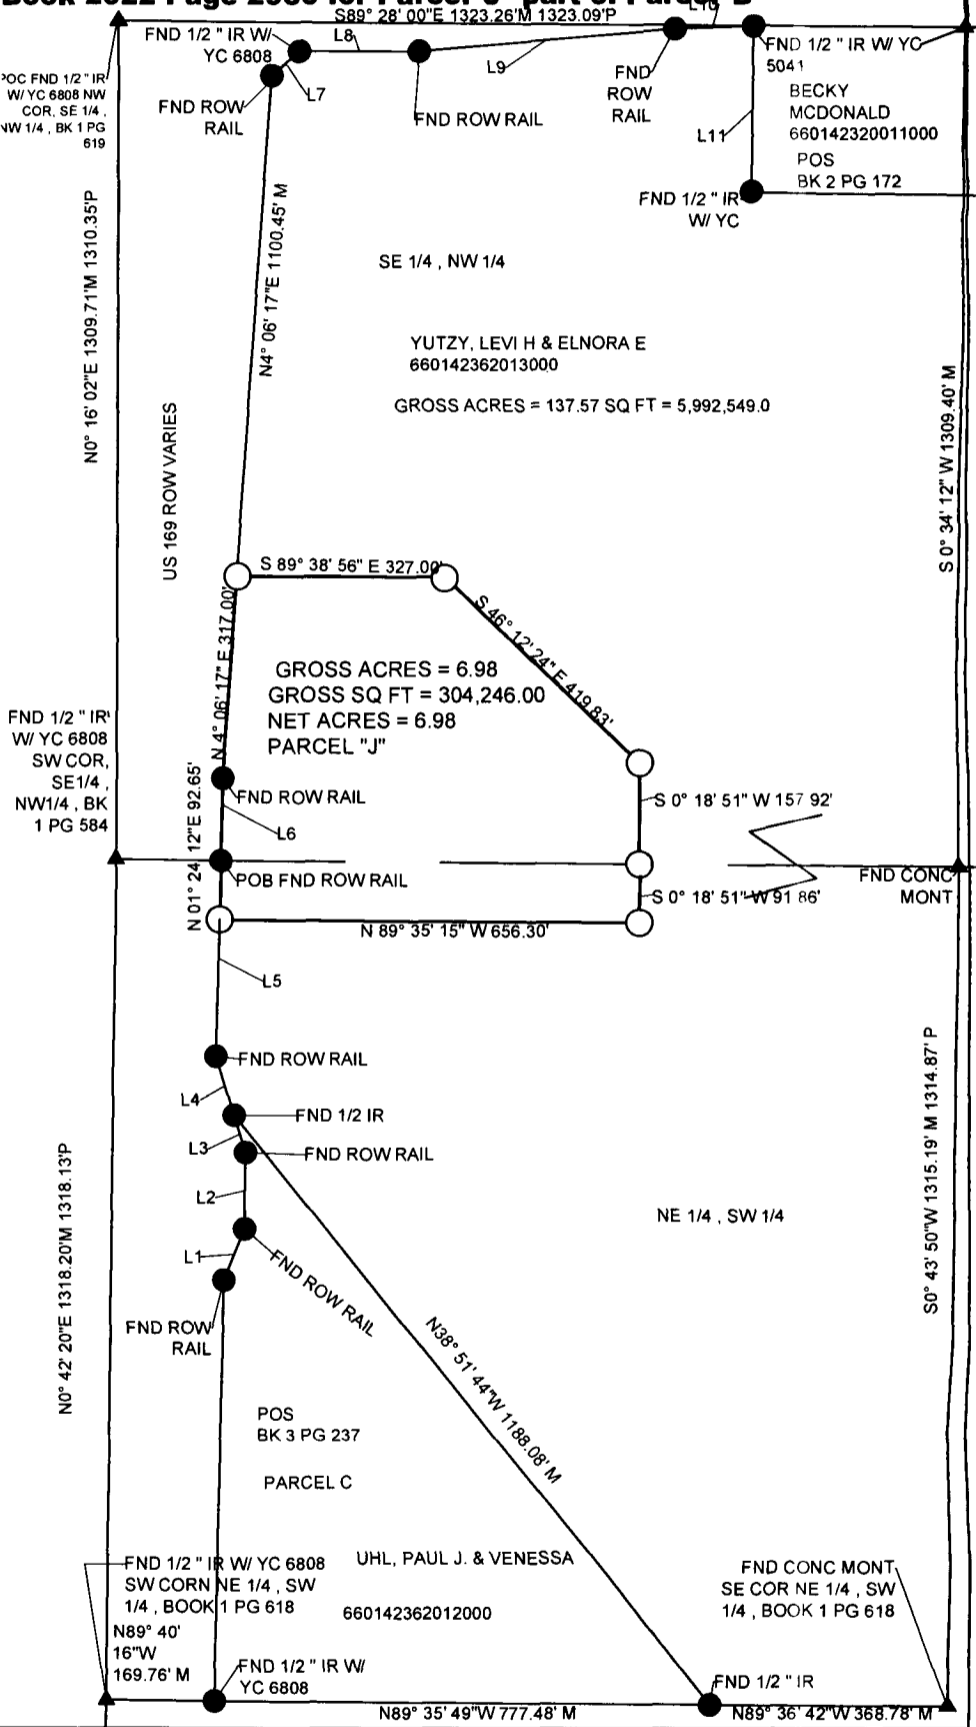 S89° 28' 00"E 1323.26'M 1323.09'P
FND 1/2 " IR W/
YC 6808
L8
L9
L7
FND ROW
RAIL
FND ROW RAIL
FND
ROW
RAIL
FND 1/2 " IR W/ YC
5041
BECKY
MCDONALD
660142320011000
POS
BK 2 PG 172
L11
FND 1/2 " IR
W/ YC
POC FND 1/2" IR
W/ YC 6808 NW
COR, SE 1/4 ,
NW 1/4 , BK 1 PG
619
N0° 16' 02"E 1309.71'M 1310.35'P
N4° 06' 17"E 1100.45' M
SE 1/4 , NW 1/4
YUTZY, LEVI H & ELNORA E
660142362013000
GROSS ACRES = 137.57 SQ FT = 5,992,549.0
US 169 ROW VARIES
S 0° 34' 12" W 1309.40' M
S 89° 38' 56" E 327.00'
S 46° 12' 24" E 419.83'
N 4° 06' 17" E 317.00'
GROSS ACRES = 6.98
GROSS SQ FT = 304,246.00
NET ACRES = 6.98
PARCEL "J"
FND 1/2 " IR
W/ YC 6808
SW COR,
SE1/4 ,
NW1/4 , BK
1 PG 584
FND ROW RAIL
S 0° 18' 51" W 157 92'
N 01° 24' 12"E 92.65'
L6
POB FND ROW RAIL
FND CONC
MONT
S 0° 18' 51" W 91 86'
N 89° 35' 15" W 656.30'
L5
FND ROW RAIL
L4
FND 1/2 IR
L3
FND ROW RAIL
L2
NE 1/4 , SW 1/4
L1
FND ROW RAIL
FND ROW
RAIL
N0° 42' 20"E 1318.20'M 1318.13'P
S0° 43' 50"W 1315.19' M 1314.87' P
N38° 51' 44"W 1188.08' M
POS
BK 3 PG 237
PARCEL C
FND 1/2 " IR W/ YC 6808
SW CORN NE 1/4 , SW
1/4 , BOOK 1 PG 618
UHL, PAUL J. & VENESSA
660142362012000
FND CONC MONT
SE COR NE 1/4 , SW
1/4 , BOOK 1 PG 618
N89° 40'
16"W
169.76' M
FND 1/2 " IR W/
YC 6808
FND 1/2 " IR
N89° 35' 49"W 777.48' M
N89° 36' 42"W 368.78' M